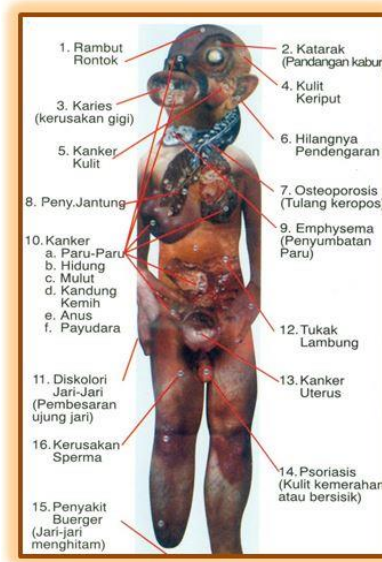 1. Rambut
Rontok
2. Katarak
(Pandangan kabur
3. Karies
(kerusakan gigi)
4. Kulit
Keriput
5. Kanker
Kulit
6. Hilangnya
Pendengaran
7. Osteoporosis
(Tulang keropos)
8. Peny.Jantung
9. Emphysema
(Penyumbatan
Paru)
10. Kanker
a. Paru-Paru
b. Hidung
c. Mulut
d. Kandung
Kemih
e. Anus
f. Payudara
12. Tukak
Lambung
11. Diskolori
Jari-Jari
(Pembesaran
ujung jari)
13. Kanker
Uterus
16. Kerusakan
Sperma
14. Psoriasis
(Kulit kemerahan
atau bersisik)
15. Penyakit
Buerger
(Jari-jari
menghitam)